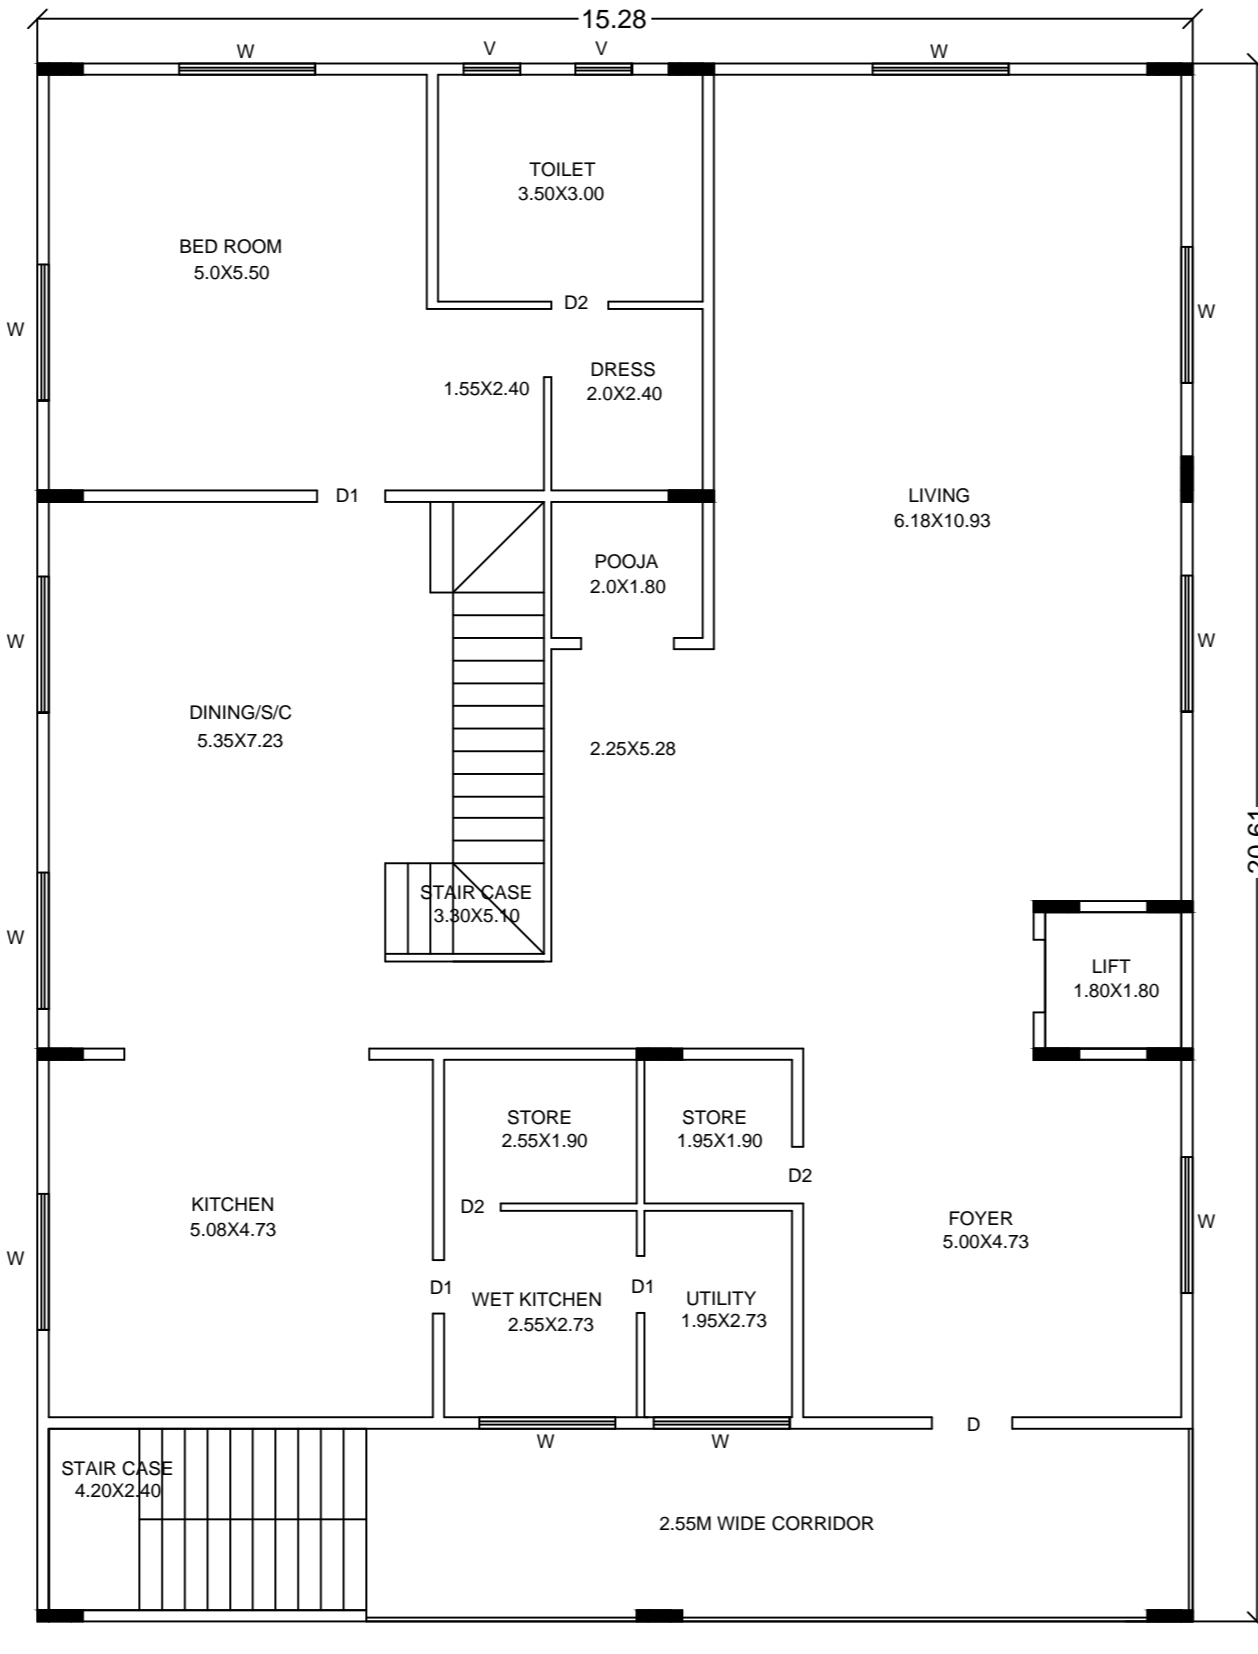 15.28
W
V
V
W
TOILET
3.50X3.00
BED ROOM
5.0X5.50
D2
W
W
DRESS
2.0X2.40
1.55X2.40
D1
LIVING
6.18X10.93
POOJA
2.0X1.80
W
W
DINING/S/C
5.35X7.23
2.25X5.28
20.61
STAIR CASE
3.30X5.10
W
LIFT
1.80X1.80
STORE
2.55X1.90
STORE
1.95X1.90
D2
KITCHEN
5.08X4.73
D2
FOYER
5.00X4.73
W
W
D1
D1
WET KITCHEN
2.55X2.73
UTILITY
1.95X2.73
D
W
W
STAIR CASE
4.20X2.40
2.55M WIDE CORRIDOR